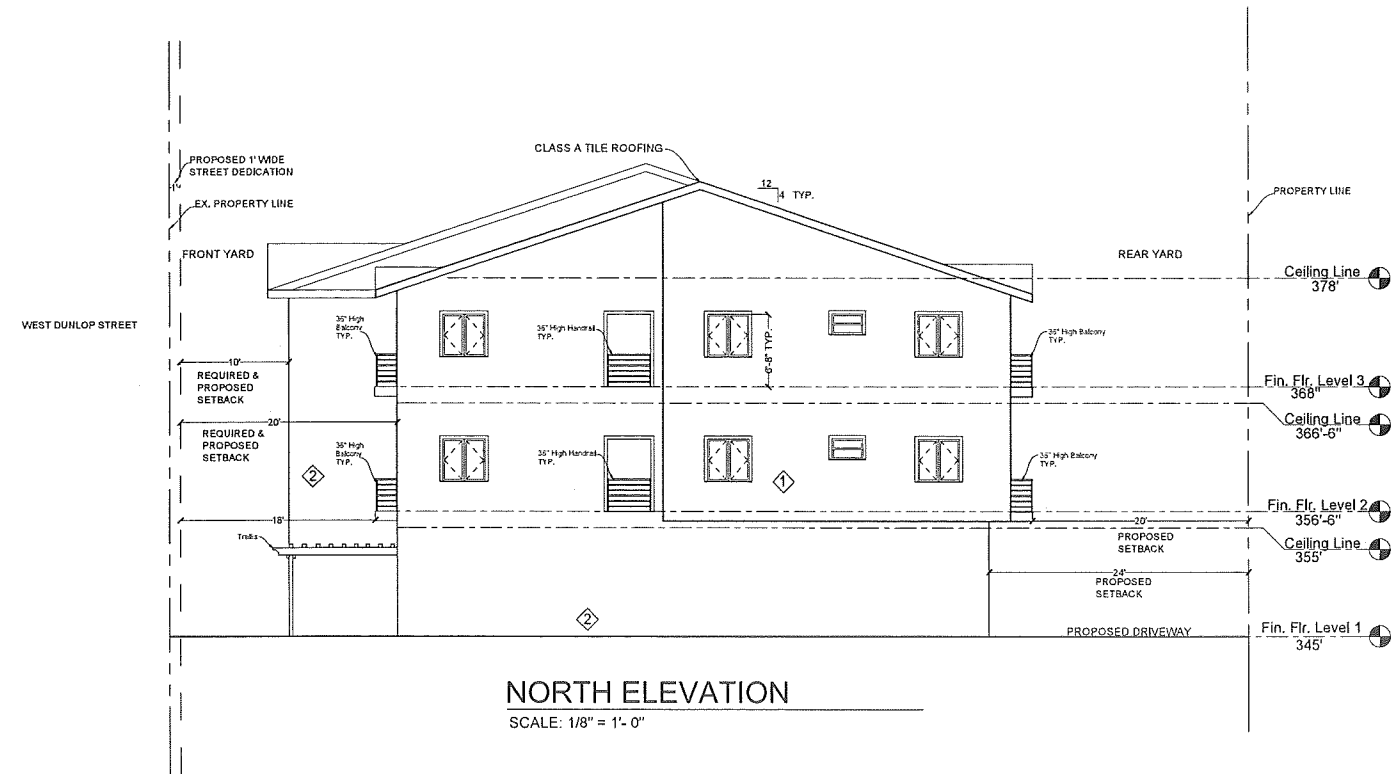 CLASS A TILE ROOFING
PROPOSED 1' WIDE
STREET DEDICATION
1'
12
4 TYP.
PROPERTY LINE
EX. PROPERTY LINE
FRONT YARD
REAR YARD
Ceiling Line
378'
WEST DUNLOP STREET
36" High
Balcony
TYP.
36" High Handrail
TYP.
6'-8" TYP.
36" High Balcony
TYP.
10'
REQUIRED &
PROPOSED
SETBACK
Fin. Flr. Level 3
368"
20'
REQUIRED &
PROPOSED
SETBACK
Ceiling Line
366'-6"
36" High
Balcony
TYP.
36" High Handrail
TYP.
36" High Balcony
TYP.
2
1
Fin. Flr. Level 2
356'-6"
18'
20'
PROPOSED
SETBACK
Trellis
Ceiling Line
355'
24'
PROPOSED
SETBACK
2
PROPOSED DRIVEWAY
Fin. Flr. Level 1
345'
NORTH ELEVATION
SCALE: 1/8" = 1'- 0"